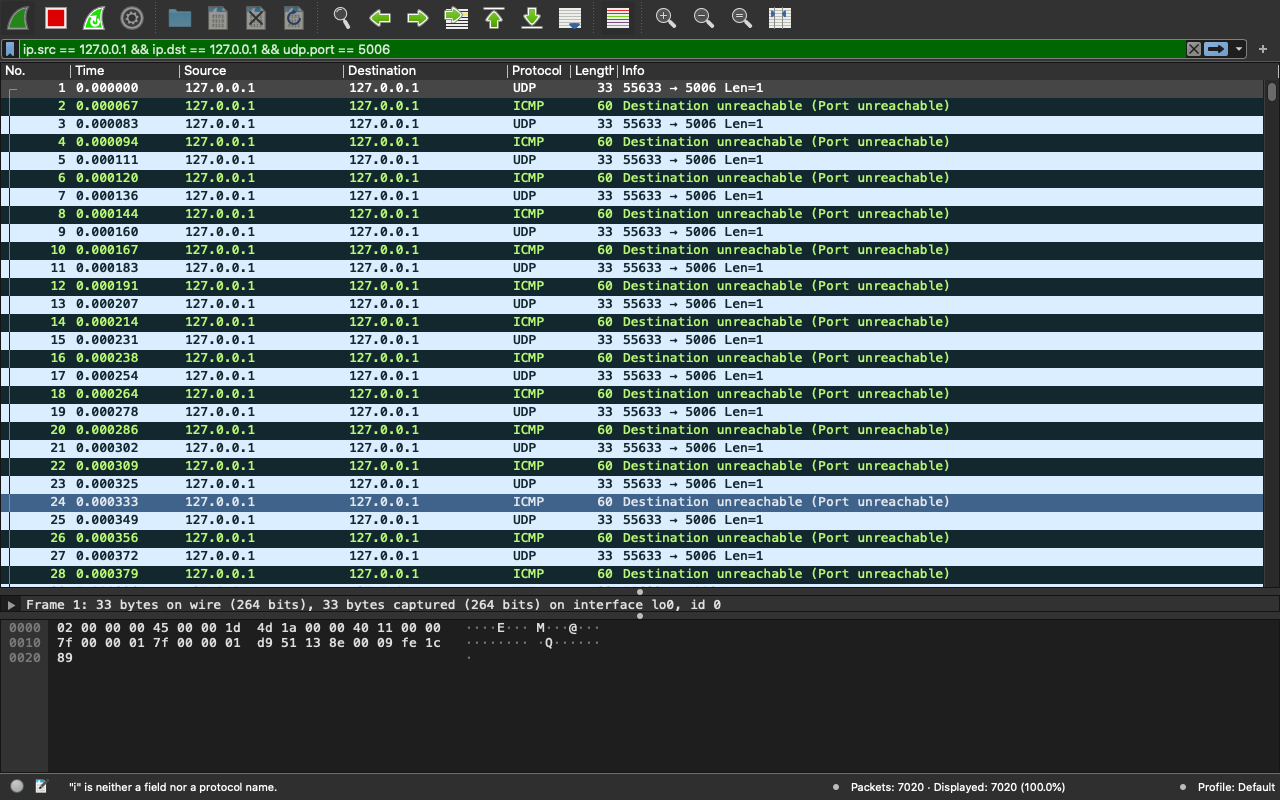 ip.src == 127.0.0.1 && ip.dst == 127.0.0.1 && udp.port == 5006
No. Time Source Destination Protocol Length Info
1 0.000000 127.0.0.1 127.0.0.1 UDP 33 55633 → 5006 Len=1
2 0.000067 127.0.0.1 127.0.0.1 ICMP 60 Destination unreachable (Port unreachable)
3 0.000083 127.0.0.1 127.0.0.1 UDP 33 55633 → 5006 Len=1
4 0.000094 127.0.0.1 127.0.0.1 ICMP 60 Destination unreachable (Port unreachable)
5 0.000111 127.0.0.1 127.0.0.1 UDP 33 55633 → 5006 Len=1
6 0.000120 127.0.0.1 127.0.0.1 ICMP 60 Destination unreachable (Port unreachable)
7 0.000136 127.0.0.1 127.0.0.1 UDP 33 55633 → 5006 Len=1
8 0.000144 127.0.0.1 127.0.0.1 ICMP 60 Destination unreachable (Port unreachable)
9 0.000160 127.0.0.1 127.0.0.1 UDP 33 55633 → 5006 Len=1
10 0.000167 127.0.0.1 127.0.0.1 ICMP 60 Destination unreachable (Port unreachable)
11 0.000183 127.0.0.1 127.0.0.1 UDP 33 55633 → 5006 Len=1
12 0.000191 127.0.0.1 127.0.0.1 ICMP 60 Destination unreachable (Port unreachable)
13 0.000207 127.0.0.1 127.0.0.1 UDP 33 55633 → 5006 Len=1
14 0.000214 127.0.0.1 127.0.0.1 ICMP 60 Destination unreachable (Port unreachable)
15 0.000231 127.0.0.1 127.0.0.1 UDP 33 55633 → 5006 Len=1
16 0.000238 127.0.0.1 127.0.0.1 ICMP 60 Destination unreachable (Port unreachable)
17 0.000254 127.0.0.1 127.0.0.1 UDP 33 55633 → 5006 Len=1
18 0.000264 127.0.0.1 127.0.0.1 ICMP 60 Destination unreachable (Port unreachable)
19 0.000278 127.0.0.1 127.0.0.1 UDP 33 55633 → 5006 Len=1
20 0.000286 127.0.0.1 127.0.0.1 ICMP 60 Destination unreachable (Port unreachable)
21 0.000302 127.0.0.1 127.0.0.1 UDP 33 55633 → 5006 Len=1
22 0.000309 127.0.0.1 127.0.0.1 ICMP 60 Destination unreachable (Port unreachable)
23 0.000325 127.0.0.1 127.0.0.1 UDP 33 55633 → 5006 Len=1
24 0.000333 127.0.0.1 127.0.0.1 ICMP 60 Destination unreachable (Port unreachable)
25 0.000349 127.0.0.1 127.0.0.1 UDP 33 55633 → 5006 Len=1
26 0.000356 127.0.0.1 127.0.0.1 ICMP 60 Destination unreachable (Port unreachable)
27 0.000372 127.0.0.1 127.0.0.1 UDP 33 55633 → 5006 Len=1
28 0.000379 127.0.0.1 127.0.0.1 ICMP 60 Destination unreachable (Port unreachable)
Frame 1: 33 bytes on wire (264 bits), 33 bytes captured (264 bits) on interface lo0, id 0
0000 02 00 00 00 45 00 00 1d 4d 1a 00 00 40 11 00 00 ····E··· M···@···
0010 7f 00 00 01 7f 00 00 01 d9 51 13 8e 00 09 fe 1c ········ ·Q······
0020 89 ·
"i" is neither a field nor a protocol name. Packets: 7020 · Displayed: 7020 (100.0%) Profile: Default